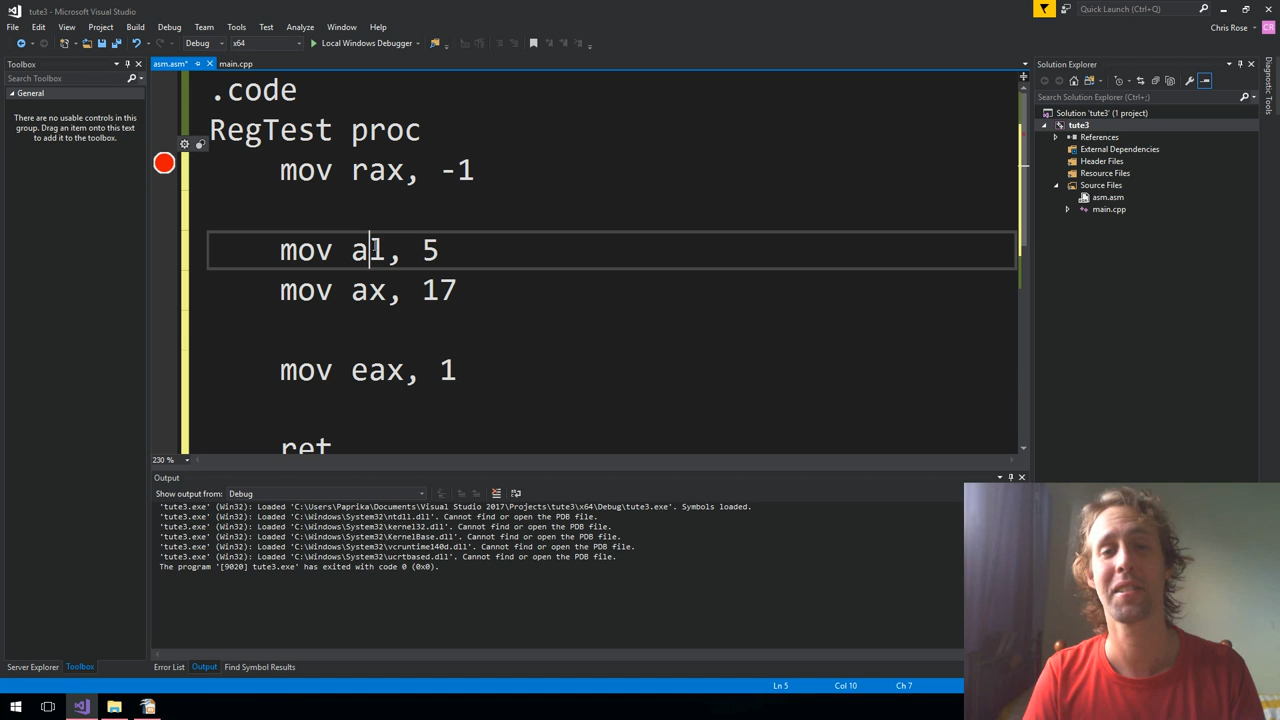 tute3 - Microsoft Visual Studio
Quick Launch (Ctrl+Q)
File Edit View Project Build Debug Team Tools Test Analyze Window Help
Chris Rose
CR
Debug x64 Local Windows Debugger
Toolbox
Search Toolbox
General
There are no usable controls in this
group. Drag an item onto this text
to add it to the toolbox.
asm.asm* main.cpp
.code
RegTest proc
mov rax, -1
mov al, 5
mov ax, 17
mov eax, 1
ret
230 %
Output
Show output from: Debug
'tute3.exe' (Win32): Loaded 'C:\Users\Paprika\Documents\Visual Studio 2017\Projects\tute3\x64\Debug\tute3.exe'. Symbols loaded.
'tute3.exe' (Win32): Loaded 'C:\Windows\System32\ntdll.dll'. Cannot find or open the PDB file.
'tute3.exe' (Win32): Loaded 'C:\Windows\System32\kernel32.dll'. Cannot find or open the PDB file.
'tute3.exe' (Win32): Loaded 'C:\Windows\System32\KernelBase.dll'. Cannot find or open the PDB file.
'tute3.exe' (Win32): Loaded 'C:\Windows\System32\vcruntime140d.dll'. Cannot find or open the PDB file.
'tute3.exe' (Win32): Loaded 'C:\Windows\System32\ucrtbased.dll'. Cannot find or open the PDB file.
The program '[9020] tute3.exe' has exited with code 0 (0x0).
Solution Explorer
Search Solution Explorer (Ctrl+;)
Solution 'tute3' (1 project)
tute3
References
External Dependencies
Header Files
Resource Files
Source Files
asm.asm
main.cpp
Diagnostic Tools
Server Explorer Toolbox
Error List Output Find Symbol Results
Ln 5 Col 10 Ch 7